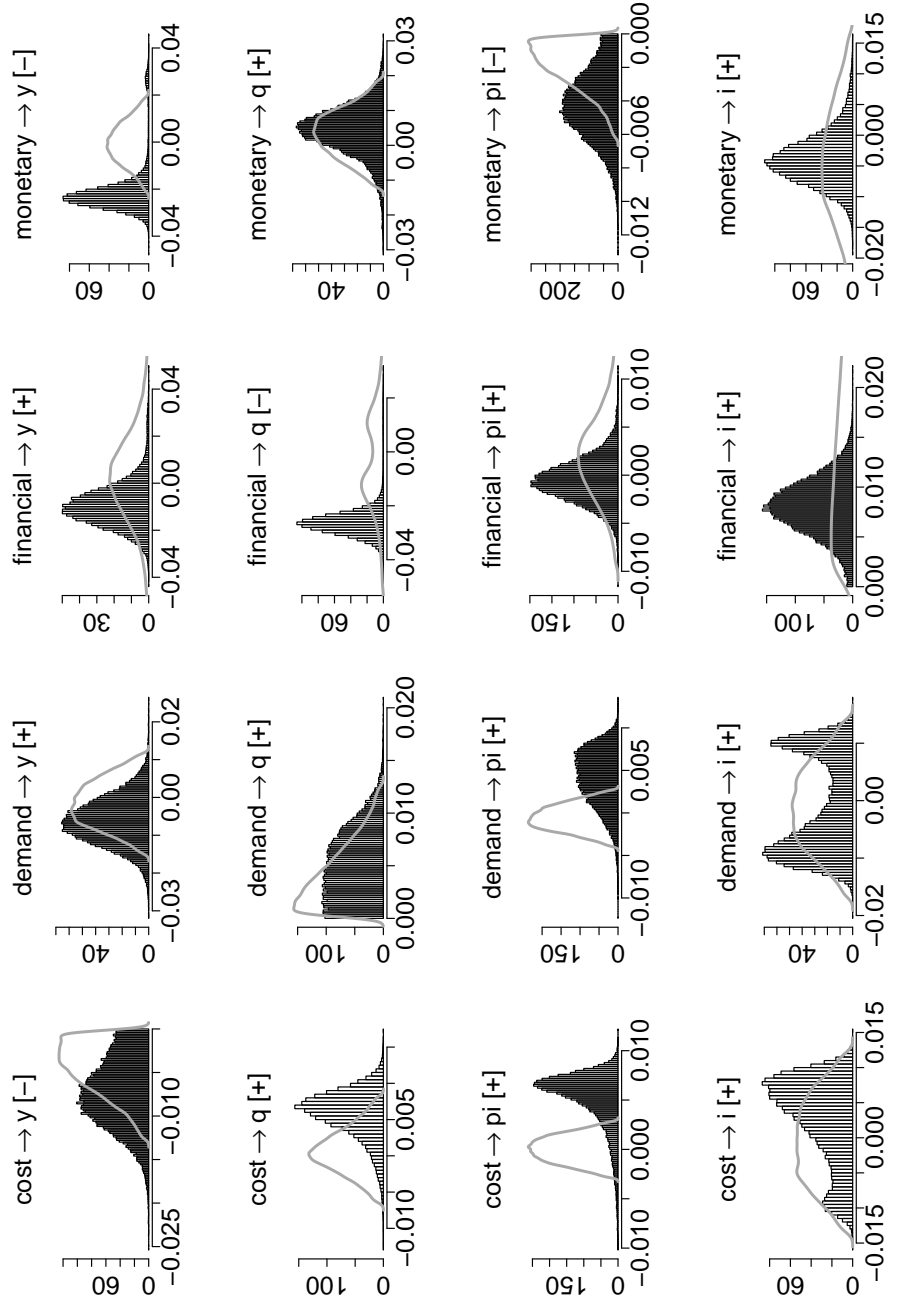 cost → y [−]
60
0
−0.025 −0.010
demand → y [+]
40
0
−0.03 0.00 0.02
financial → y [+]
30
0
−0.04 0.00 0.04
monetary → y [−]
60
0
−0.04 0.00 0.04
cost → q [+]
100
0
−0.010 0.005
demand → q [+]
100
0
0.000 0.010 0.020
financial → q [−]
60
0
−0.04 0.00
monetary → q [+]
40
0
−0.03 0.00 0.03
cost → pi [+]
150
0
−0.010 0.000 0.010
demand → pi [+]
150
0
−0.010 0.005
financial → pi [+]
150
0
−0.010 0.000 0.010
monetary → pi [−]
200
0
−0.012 −0.006 0.000
cost → i [+]
60
0
−0.015 0.000 0.015
demand → i [+]
40
0
−0.02 0.00
financial → i [+]
100
0
0.000 0.010 0.020
monetary → i [+]
60
0
−0.020 0.000 0.015